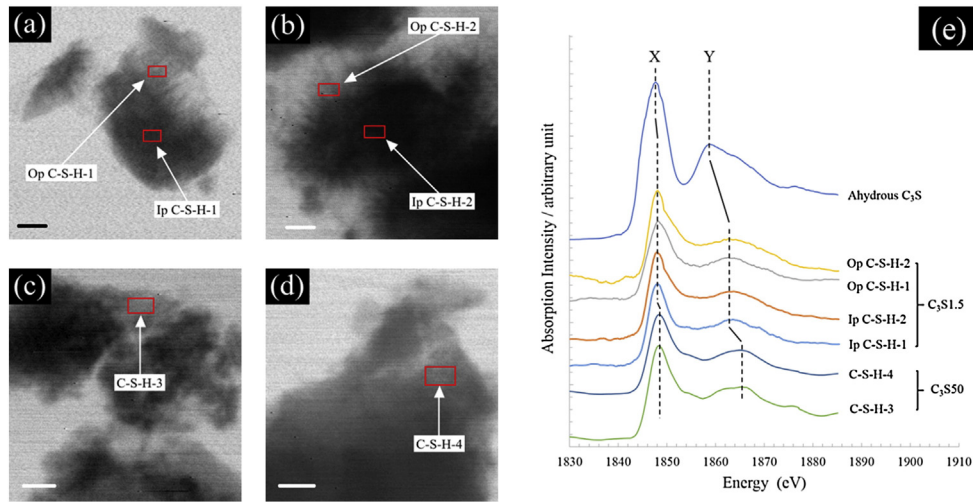 (a)
Op C-S-H-1
Ip C-S-H-1
(b)
Op C-S-H-2
Ip C-S-H-2
(c)
C-S-H-3
(d)
C-S-H-4
(e)
X Y
Absorption Intensity / arbitrary unit
Ahydrous C₃S
Op C-S-H-2
Op C-S-H-1
Ip C-S-H-2
Ip C-S-H-1
C₃S1.5
C-S-H-4
C-S-H-3
C₃S50
1830 1840 1850 1860 1870 1880 1890 1900 1910
Energy (eV)